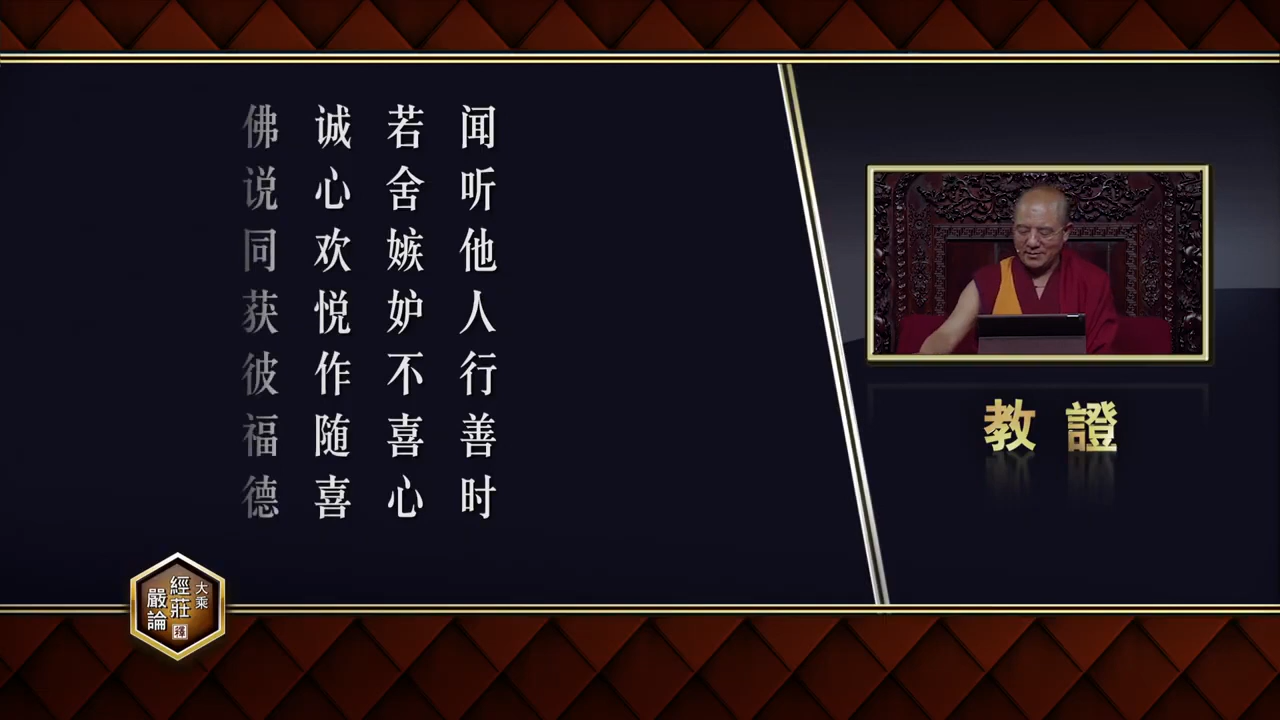 闻听他人行善时
若舍嫉妒不喜心
诚心欢悦作随喜
佛说同获彼福德
教證
大乘
經莊
嚴論